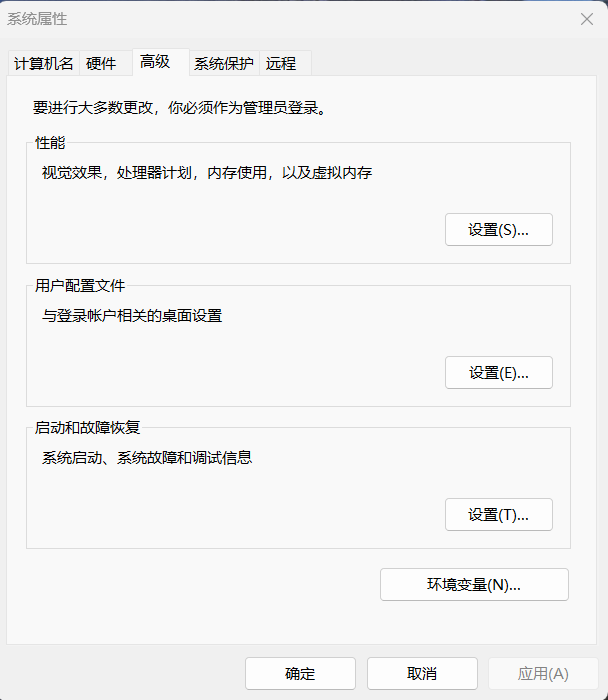 系统属性
计算机名 硬件 高级 系统保护 远程
要进行大多数更改，你必须作为管理员登录。
性能
视觉效果，处理器计划，内存使用，以及虚拟内存
设置(S)...
用户配置文件
与登录帐户相关的桌面设置
设置(E)...
启动和故障恢复
系统启动、系统故障和调试信息
设置(T)...
环境变量(N)...
确定 取消 应用(A)